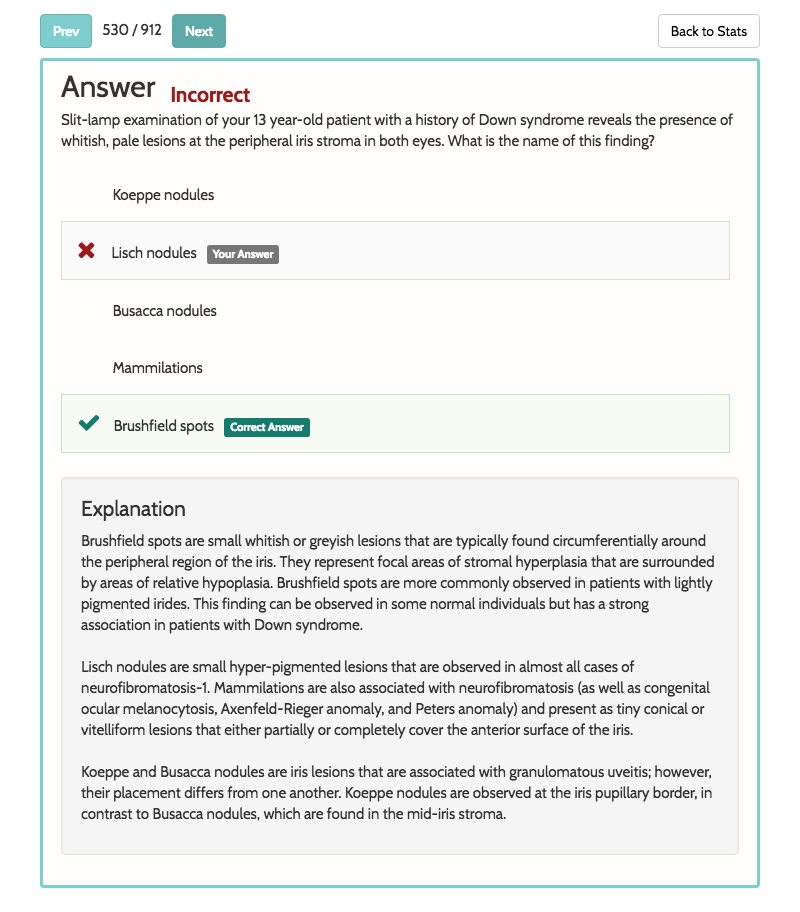 Prev 530 / 912 Next Back to Stats
Answer Incorrect
Slit-lamp examination of your 13 year-old patient with a history of Down syndrome reveals the presence of
whitish, pale lesions at the peripheral iris stroma in both eyes. What is the name of this finding?
Koeppe nodules
Lisch nodules Your Answer
Busacca nodules
Mammilations
Brushfield spots Correct Answer
Explanation
Brushfield spots are small whitish or greyish lesions that are typically found circumferentially around
the peripheral region of the iris. They represent focal areas of stromal hyperplasia that are surrounded
by areas of relative hypoplasia. Brushfield spots are more commonly observed in patients with lightly
pigmented irides. This finding can be observed in some normal individuals but has a strong
association in patients with Down syndrome.
Lisch nodules are small hyper-pigmented lesions that are observed in almost all cases of
neurofibromatosis-1. Mammilations are also associated with neurofibromatosis (as well as congenital
ocular melanocytosis, Axenfeld-Rieger anomaly, and Peters anomaly) and present as tiny conical or
vitelliform lesions that either partially or completely cover the anterior surface of the iris.
Koeppe and Busacca nodules are iris lesions that are associated with granulomatous uveitis; however,
their placement differs from one another. Koeppe nodules are observed at the iris pupillary border, in
contrast to Busacca nodules, which are found in the mid-iris stroma.